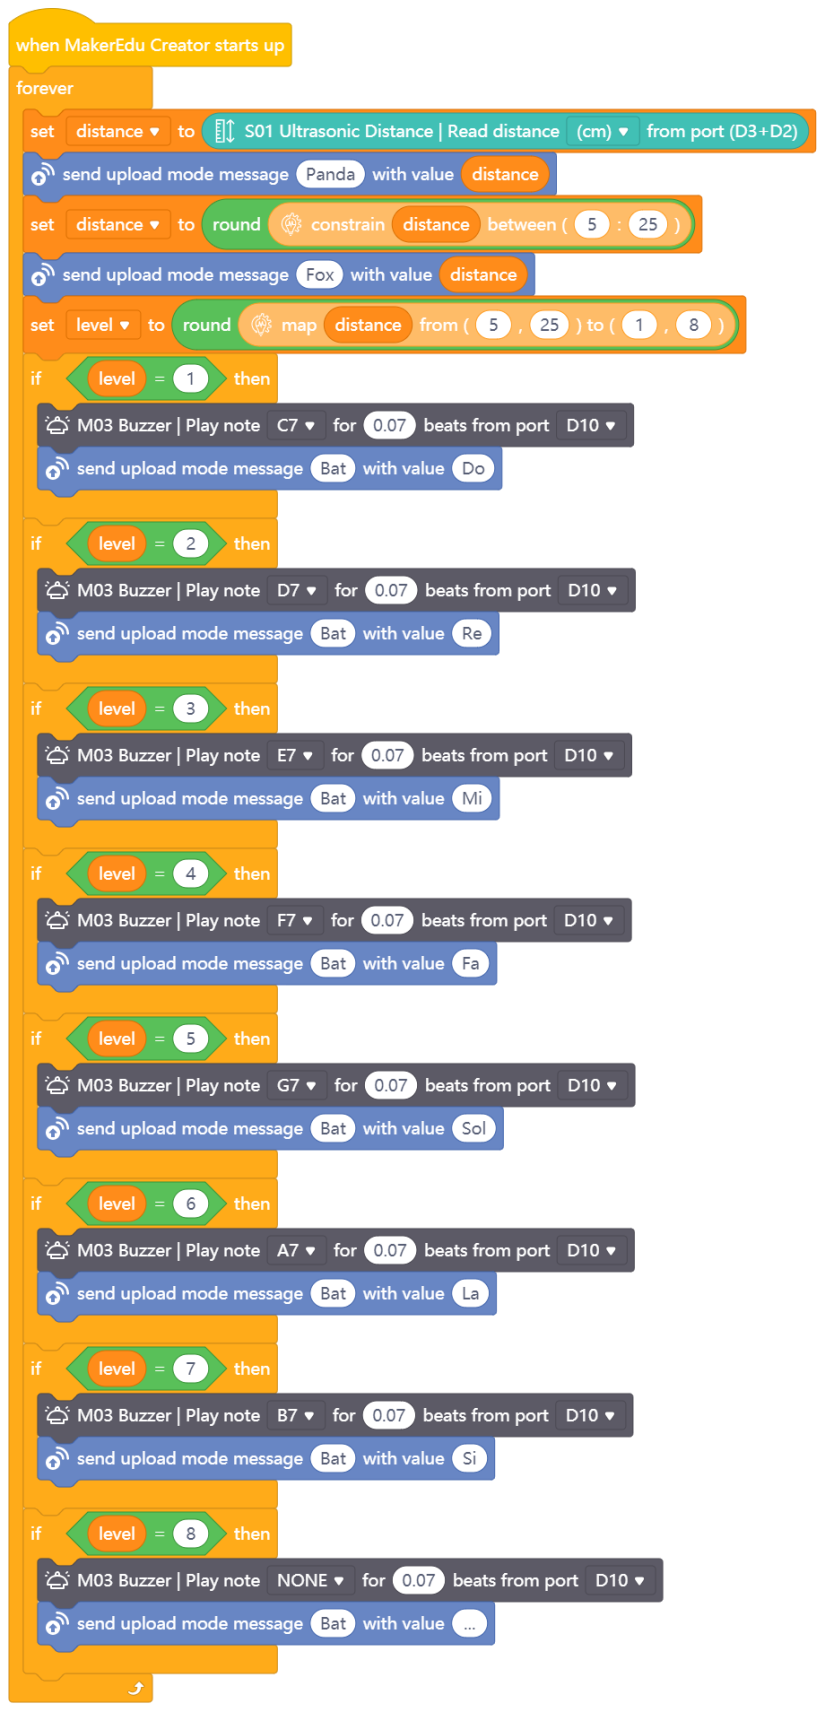 when MakerEdu Creator starts up
forever
set distance to S01 Ultrasonic Distance | Read distance (cm) from port (D3+D2)
send upload mode message Panda with value distance
set distance to round constrain distance between ( 5 : 25 )
send upload mode message Fox with value distance
set level to round map distance from ( 5 , 25 ) to ( 1 , 8 )
if level = 1 then
M03 Buzzer | Play note C7 for 0.07 beats from port D10
send upload mode message Bat with value Do
if level = 2 then
M03 Buzzer | Play note D7 for 0.07 beats from port D10
send upload mode message Bat with value Re
if level = 3 then
M03 Buzzer | Play note E7 for 0.07 beats from port D10
send upload mode message Bat with value Mi
if level = 4 then
M03 Buzzer | Play note F7 for 0.07 beats from port D10
send upload mode message Bat with value Fa
if level = 5 then
M03 Buzzer | Play note G7 for 0.07 beats from port D10
send upload mode message Bat with value Sol
if level = 6 then
M03 Buzzer | Play note A7 for 0.07 beats from port D10
send upload mode message Bat with value La
if level = 7 then
M03 Buzzer | Play note B7 for 0.07 beats from port D10
send upload mode message Bat with value Si
if level = 8 then
M03 Buzzer | Play note NONE for 0.07 beats from port D10
send upload mode message Bat with value ...